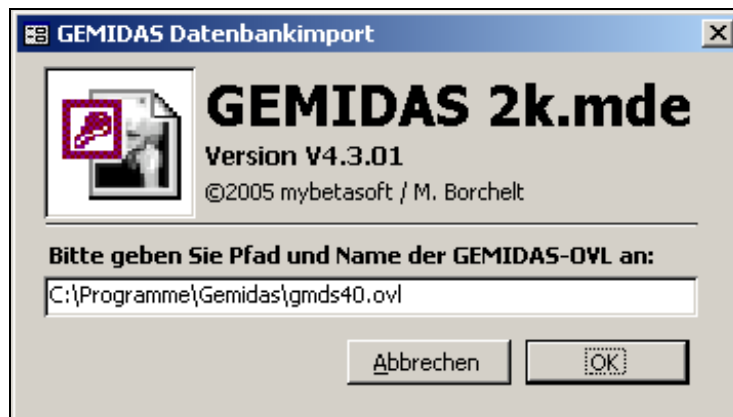 GEMIDAS Datenbankimport
GEMIDAS 2k.mde
Version V4.3.01
©2005 mybetasoft / M. Borchelt
Bitte geben Sie Pfad und Name der GEMIDAS-OVL an:
C:\Programme\Gemidas\gmds40.ovl
Abbrechen OK